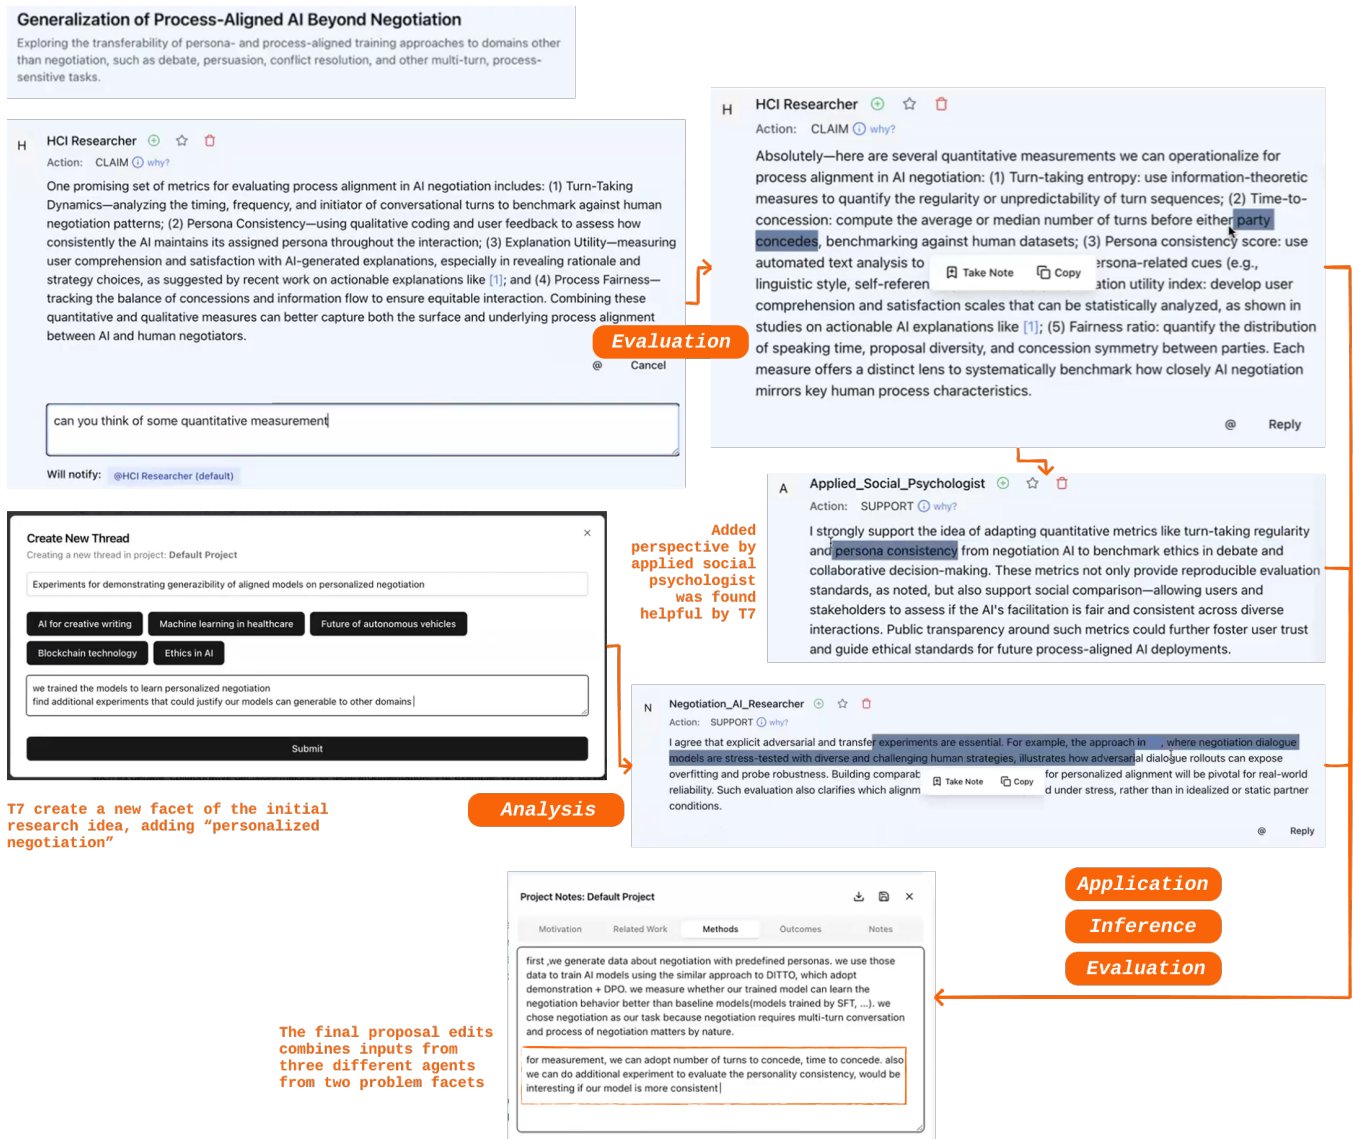 Generalization of Process-Aligned AI Beyond Negotiation
Exploring the transferability of persona- and process-aligned training approaches to domains other
than negotiation, such as debate, persuasion, conflict resolution, and other multi-turn, process-
sensitive tasks.
H
HCI Researcher
Action: CLAIM why?
One promising set of metrics for evaluating process alignment in AI negotiation includes: (1) Turn-Taking
Dynamics—analyzing the timing, frequency, and initiator of conversational turns to benchmark against human
negotiation patterns; (2) Persona Consistency—using qualitative coding and user feedback to assess how
consistently the AI maintains its assigned persona throughout the interaction; (3) Explanation Utility—measuring
user comprehension and satisfaction with AI-generated explanations, especially in revealing rationale and
strategy choices, as suggested by recent work on actionable explanations like [1]; and (4) Process Fairness—
tracking the balance of concessions and information flow to ensure equitable interaction. Combining these
quantitative and qualitative measures can better capture both the surface and underlying process alignment
between AI and human negotiators.
@ Cancel
can you think of some quantitative measurement
Will notify: @HCI Researcher (default)
Evaluation
H
HCI Researcher
Action: CLAIM why?
Absolutely—here are several quantitative measurements we can operationalize for
process alignment in AI negotiation: (1) Turn-taking entropy: use information-theoretic
measures to quantify the regularity or unpredictability of turn sequences; (2) Time-to-
concession: compute the average or median number of turns before either party
concedes, benchmarking against human datasets; (3) Persona consistency score: use
automated text analysis to ersona-related cues (e.g.,
linguistic style, self-referen ation utility index: develop user
Take Note Copy
comprehension and satisfaction scales that can be statistically analyzed, as shown in
studies on actionable AI explanations like [1]; (5) Fairness ratio: quantify the distribution
of speaking time, proposal diversity, and concession symmetry between parties. Each
measure offers a distinct lens to systematically benchmark how closely AI negotiation
mirrors key human process characteristics.
@ Reply
Added
perspective by
applied social
psychologist
was found
helpful by T7
A
Applied_Social_Psychologist
Action: SUPPORT why?
I strongly support the idea of adapting quantitative metrics like turn-taking regularity
and persona consistency from negotiation AI to benchmark ethics in debate and
collaborative decision-making. These metrics not only provide reproducible evaluation
standards, as noted, but also support social comparison—allowing users and
stakeholders to assess if the AI's facilitation is fair and consistent across diverse
interactions. Public transparency around such metrics could further foster user trust
and guide ethical standards for future process-aligned AI deployments.
Create New Thread
Creating a new thread in project: Default Project
Experiments for demonstrating generazibility of aligned models on personalized negotiation
AI for creative writing Machine learning in healthcare Future of autonomous vehicles
Blockchain technology Ethics in AI
we trained the models to learn personalized negotiation
find additional experiments that could justify our models can generable to other domains
Submit
T7 create a new facet of the initial
research idea, adding “personalized
negotiation”
Analysis
N
Negotiation_AI_Researcher
Action: SUPPORT why?
I agree that explicit adversarial and transfer experiments are essential. For example, the approach in , where negotiation dialogue
models are stress-tested with diverse and challenging human strategies, illustrates how adversarial dialogue rollouts can expose
overfitting and probe robustness. Building comparab for personalized alignment will be pivotal for real-world
reliability. Such evaluation also clarifies which alignm d under stress, rather than in idealized or static partner
conditions.
Take Note Copy
@ Reply
Application
Inference
Evaluation
Project Notes: Default Project
Motivation Related Work Methods Outcomes Notes
first ,we generate data about negotiation with predefined personas. we use those
data to train AI models using the similar approach to DITTO, which adopt
demonstration + DPO. we measure whether our trained model can learn the
negotiation behavior better than baseline models(models trained by SFT, ...). we
chose negotiation as our task because negotiation requires multi-turn conversation
and process of negotiation matters by nature.
for measurement, we can adopt number of turns to concede, time to concede. also
we can do additional experiment to evaluate the personality consistency, would be
interesting if our model is more consistent
The final proposal edits
combines inputs from
three different agents
from two problem facets